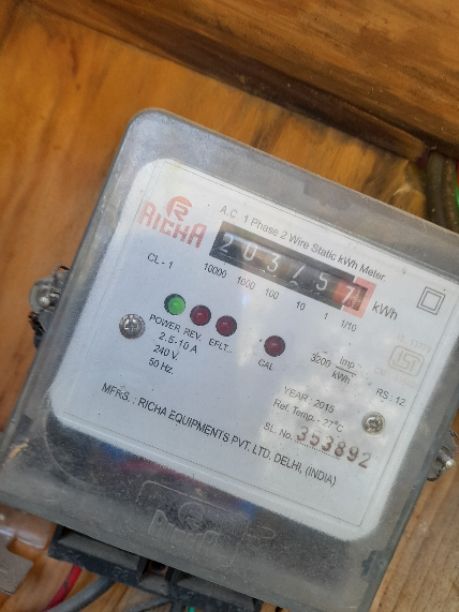 RICHA
A.C. 1 Phase 2 Wire Static kWh Meter
2 0 3 7 5 7 kWh
CL - 1
10000 1000 100 10 1 1/10
POWER REV. EFLT. CAL
2.5-10 A
240 V.
50 Hz.
3200 Imp/kWh
RS : 12
YEAR : 2015
Ref. Temp. - 27°C
SL. No. 353892
MFRS. : RICHA EQUIPMENTS PVT. LTD. DELHI, (INDIA)